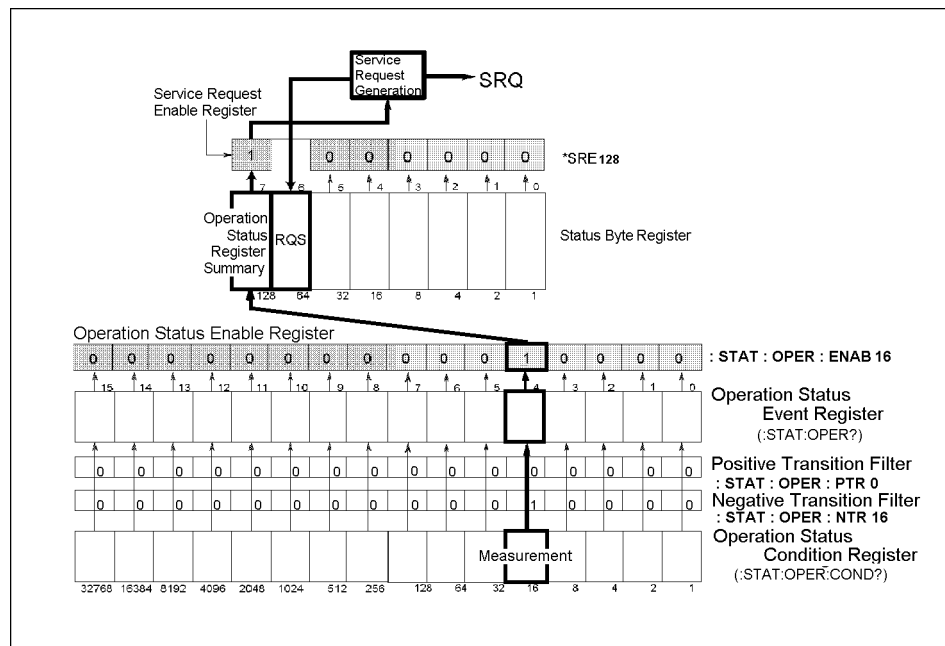 Service
Request
Generation
SRQ
Service Request
Enable Register
1 0 0 0 0 0 0
*SRE 128
7 6 5 4 3 2 1 0
Operation
Status
Register
Summary
RQS
Status Byte Register
128 64 32 16 8 4 2 1
Operation Status Enable Register
0 0 0 0 0 0 0 0 0 0 0 1 0 0 0 0
: STAT : OPER : ENAB 16
15 14 13 12 11 10 9 8 7 6 5 4 3 2 1 0
Operation Status
Event Register
(:STAT:OPER?)
0 0 0 0 0 0 0 0 0 0 0 0 0 0 0 0
Positive Transition Filter
: STAT : OPER : PTR 0
0 0 0 0 0 0 0 0 0 0 0 1 0 0 0 0
Negative Transition Filter
: STAT : OPER : NTR 16
Operation Status
Condition Register
(:STAT:OPER:COND?)
Measurement
32768 16384 8192 4096 2048 1024 512 256 128 64 32 16 8 4 2 1